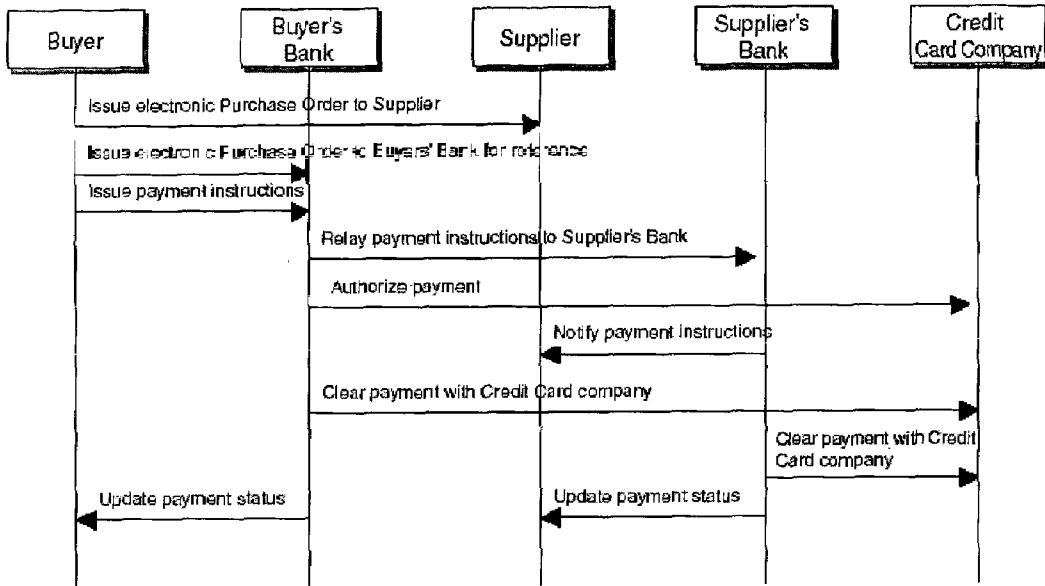 Buyer
Buyer's
Bank
Supplier
Supplier's
Bank
Credit
Card Company
Issue electronic Purchase Order to Supplier
Issue electronic Purchase Order to Buyers' Bank for reference
Issue payment instructions
Relay payment instructions to Supplier's Bank
Authorize payment
Notify payment instructions
Clear payment with Credit Card company
Clear payment with Credit
Card company
Update payment status
Update payment status